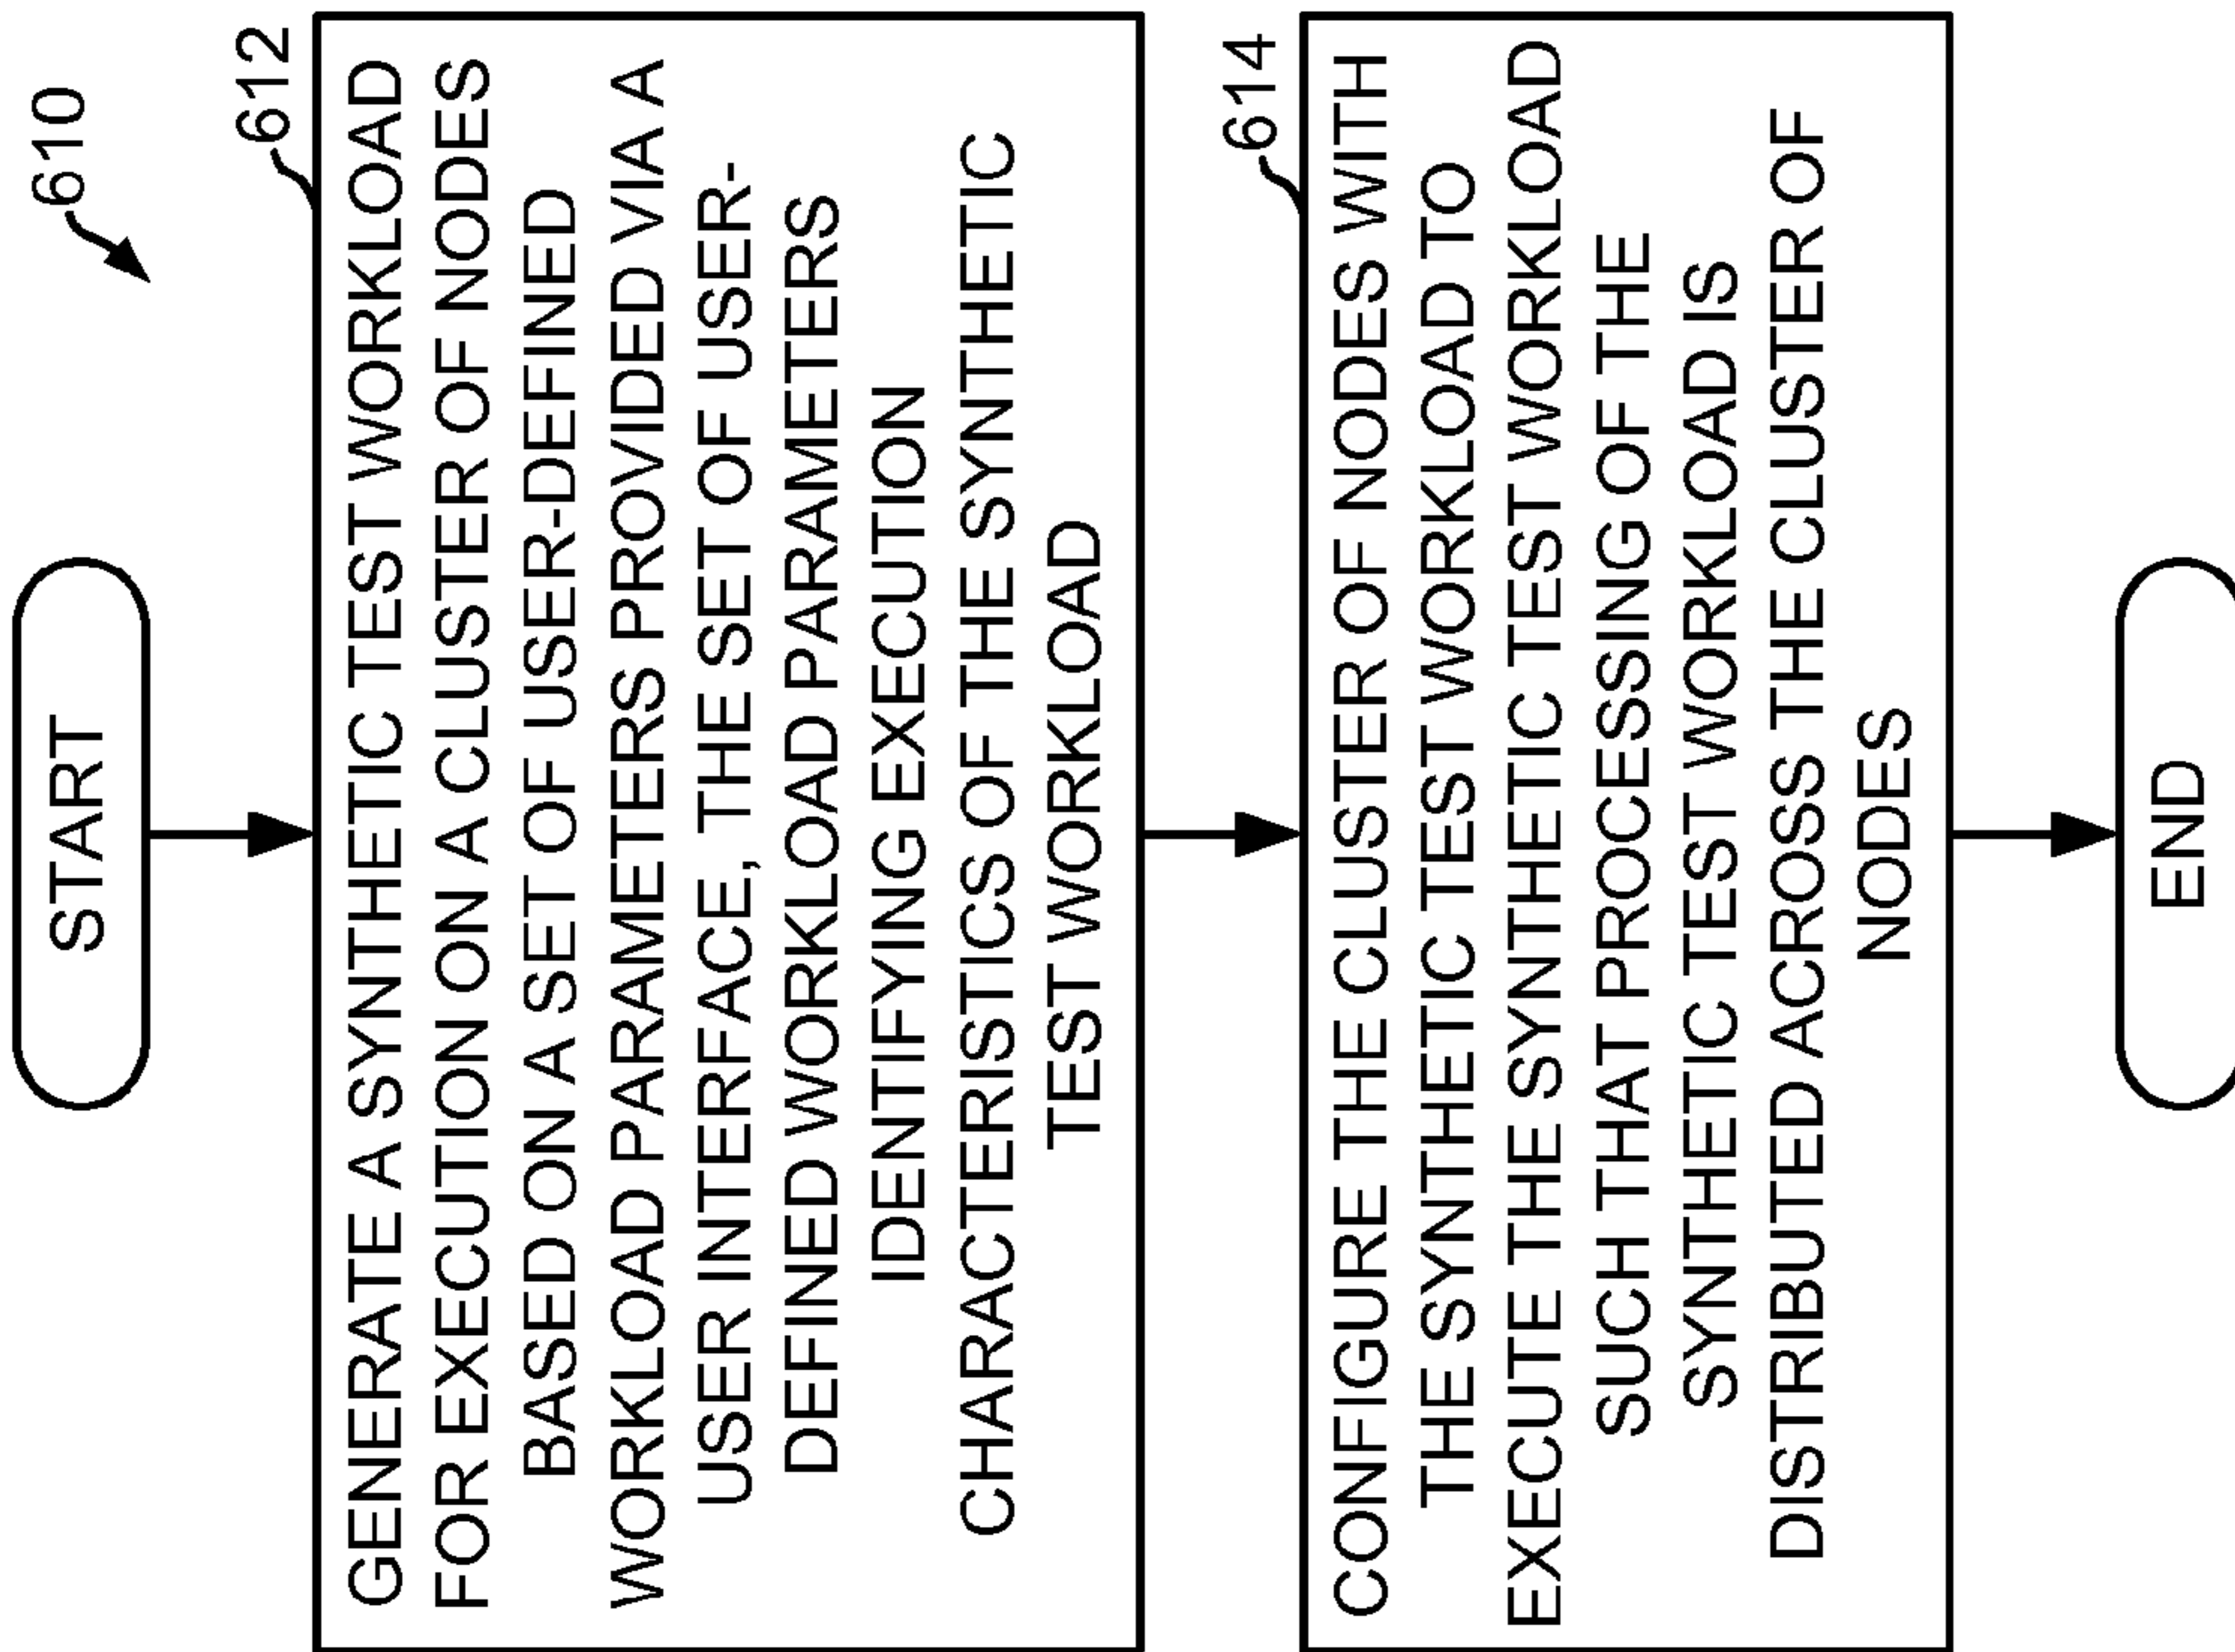 610
START
612
GENERATE A SYNTHETIC TEST WORKLOAD
FOR EXECUTION ON A CLUSTER OF NODES
BASED ON A SET OF USER-DEFINED
WORKLOAD PARAMETERS PROVIDED VIA A
USER INTERFACE, THE SET OF USER-
DEFINED WORKLOAD PARAMETERS
IDENTIFYING EXECUTION
CHARACTERISTICS OF THE SYNTHETIC
TEST WORKLOAD
614
CONFIGURE THE CLUSTER OF NODES WITH
THE SYNTHETIC TEST WORKLOAD TO
EXECUTE THE SYNTHETIC TEST WORKLOAD
SUCH THAT PROCESSING OF THE
SYNTHETIC TEST WORKLOAD IS
DISTRIBUTED ACROSS THE CLUSTER OF
NODES
END